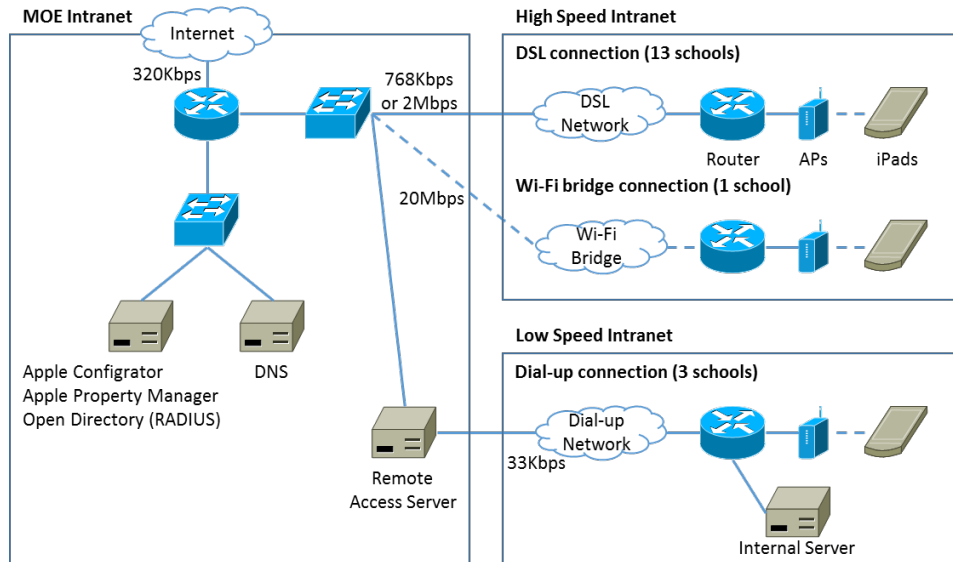 MOE Intranet
Internet
320Kbps
768Kbps
or 2Mbps
20Mbps
Apple Configrator
Apple Property Manager
Open Directory (RADIUS)
DNS
Remote
Access Server
High Speed Intranet
DSL connection (13 schools)
DSL
Network
Router
APs
iPads
Wi-Fi bridge connection (1 school)
Wi-Fi
Bridge
Low Speed Intranet
Dial-up connection (3 schools)
Dial-up
Network
33Kbps
Internal Server